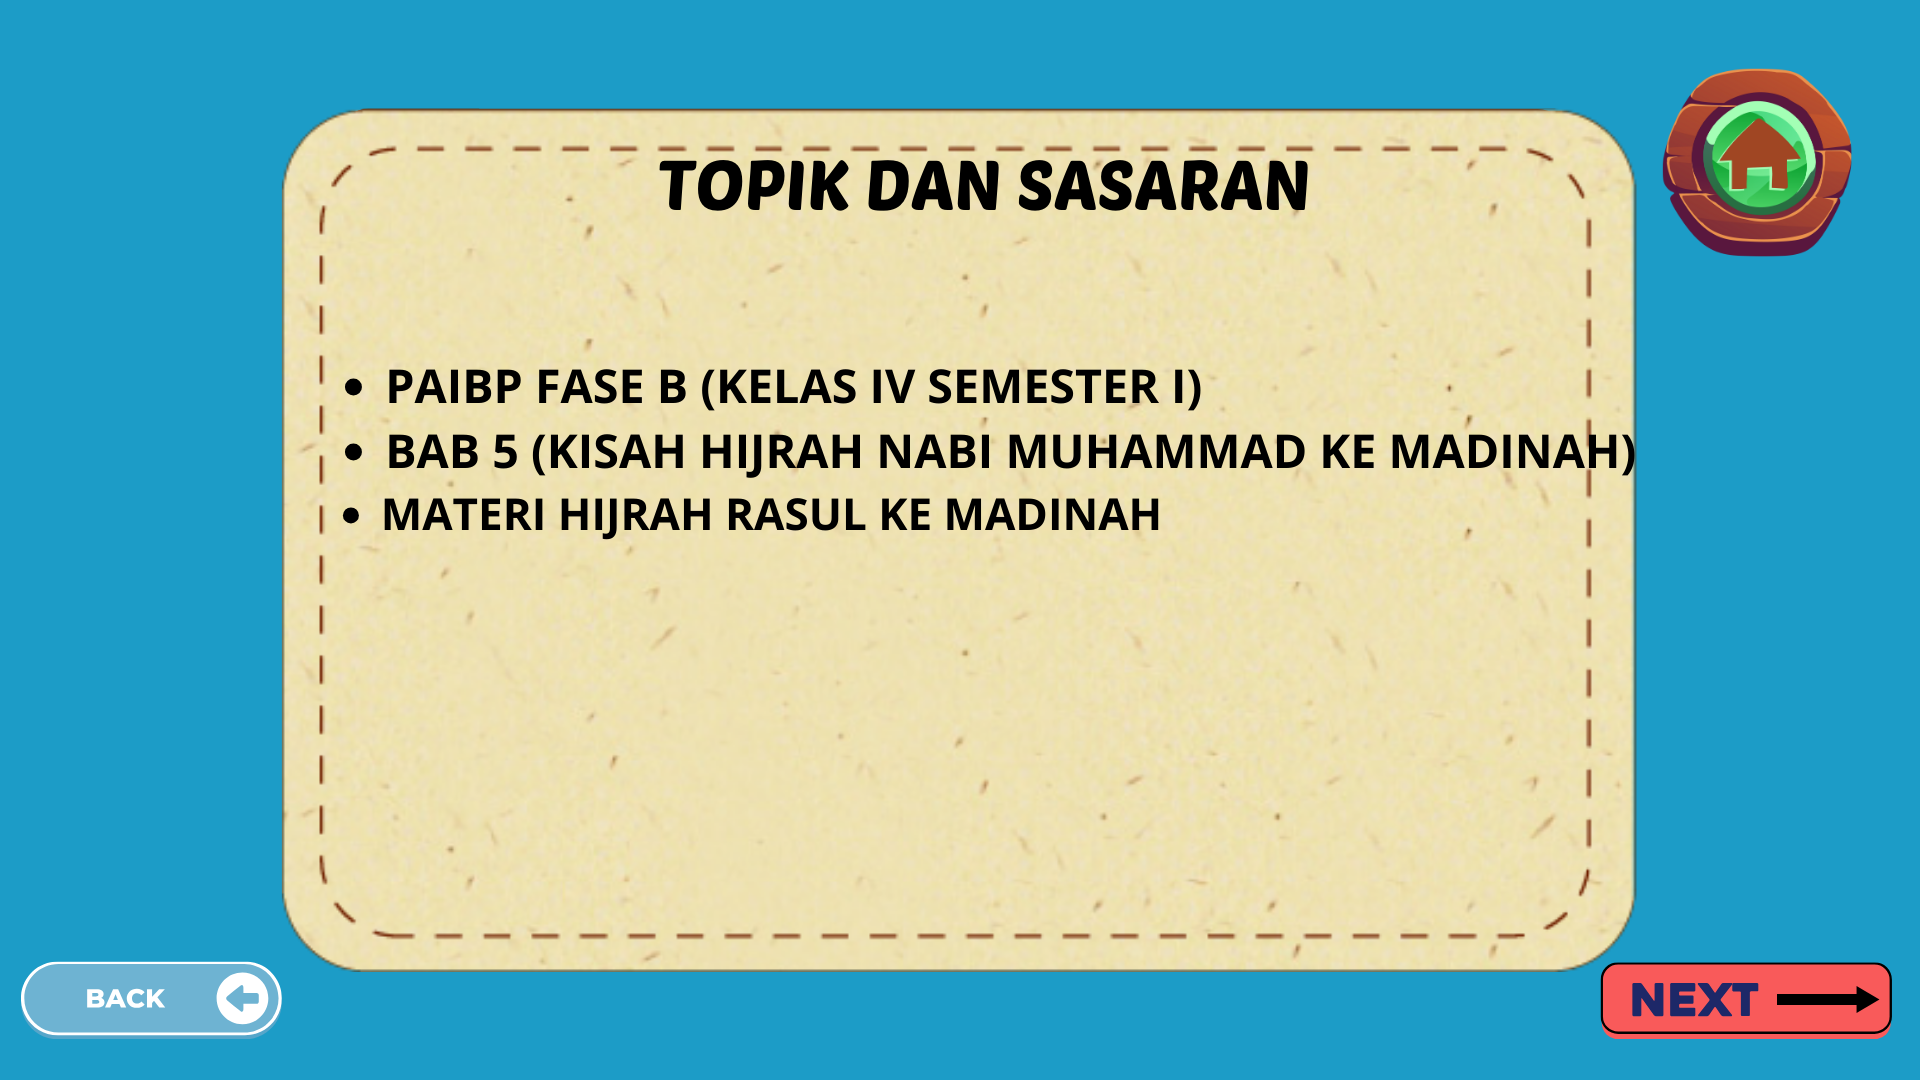 TOPIK DAN SASARAN
• PAIBP FASE B (KELAS IV SEMESTER I)
• BAB 5 (KISAH HIJRAH NABI MUHAMMAD KE MADINAH)
• MATERI HIJRAH RASUL KE MADINAH
BACK
NEXT